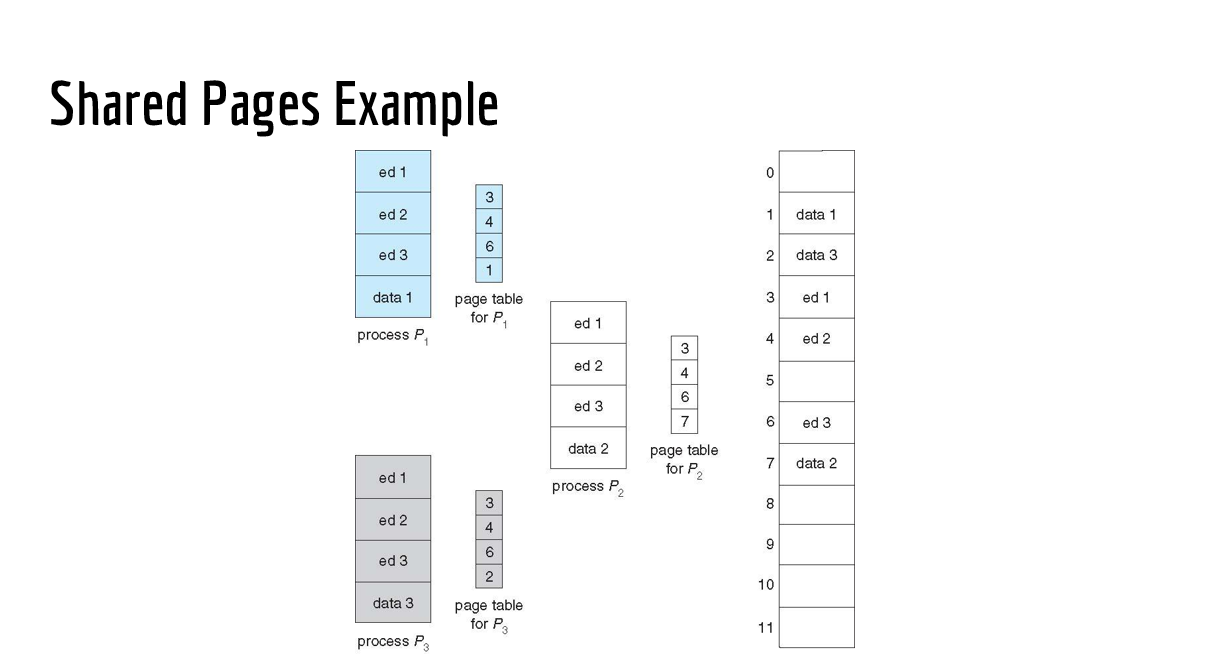 Shared Pages Example
ed 1
ed 2
ed 3
data 1
process P1
3
4
6
1
page table
for P1
ed 1
ed 2
ed 3
data 2
process P2
3
4
6
7
page table
for P2
ed 1
ed 2
ed 3
data 3
process P3
3
4
6
2
page table
for P3
0
1 data 1
2 data 3
3 ed 1
4 ed 2
5
6 ed 3
7 data 2
8
9
10
11